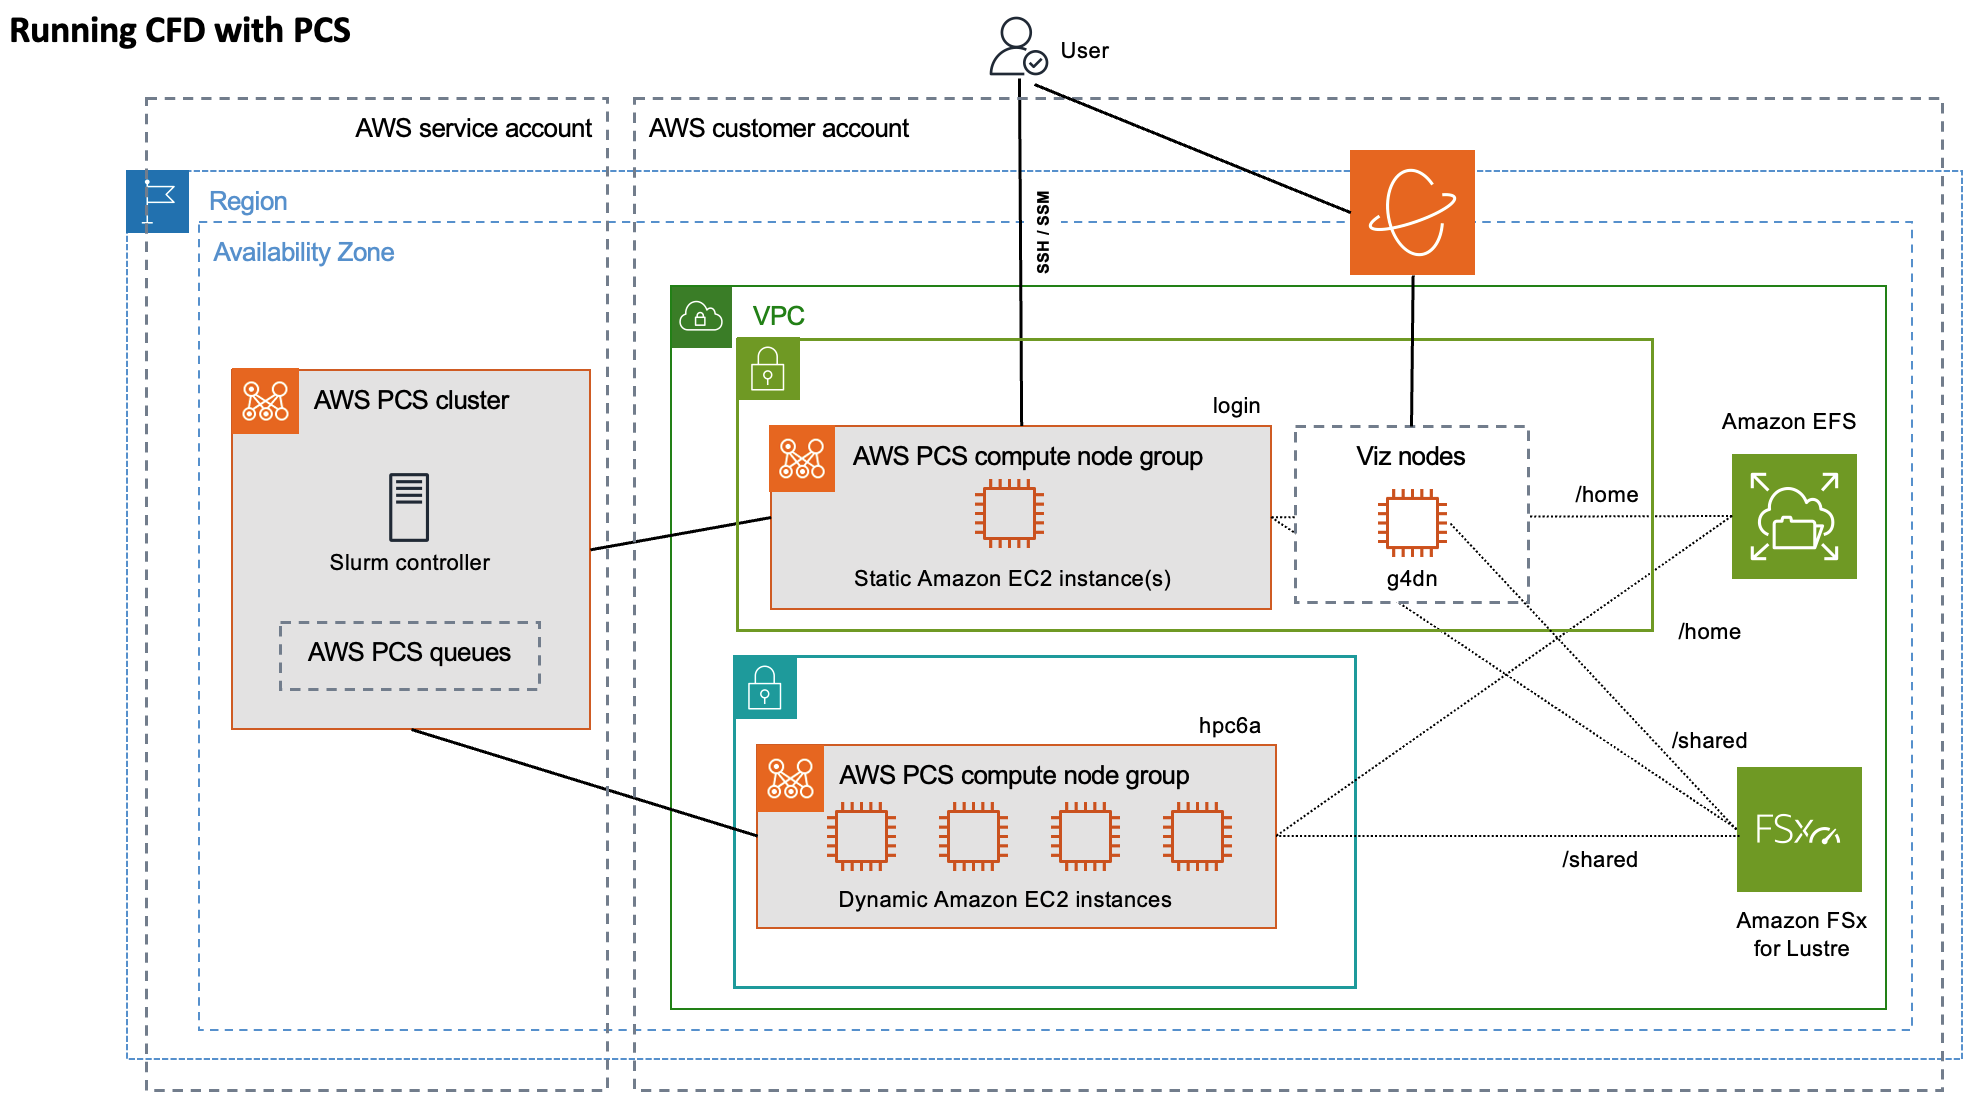 Running CFD with PCS
User
AWS service account
AWS customer account
Region
SSH / SSM
Availability Zone
VPC
AWS PCS cluster
login
Amazon EFS
AWS PCS compute node group
Viz nodes
/home
Slurm controller
Static Amazon EC2 instance(s)
g4dn
/home
AWS PCS queues
hpc6a
/shared
AWS PCS compute node group
FSx
/shared
Dynamic Amazon EC2 instances
Amazon FSx
for Lustre